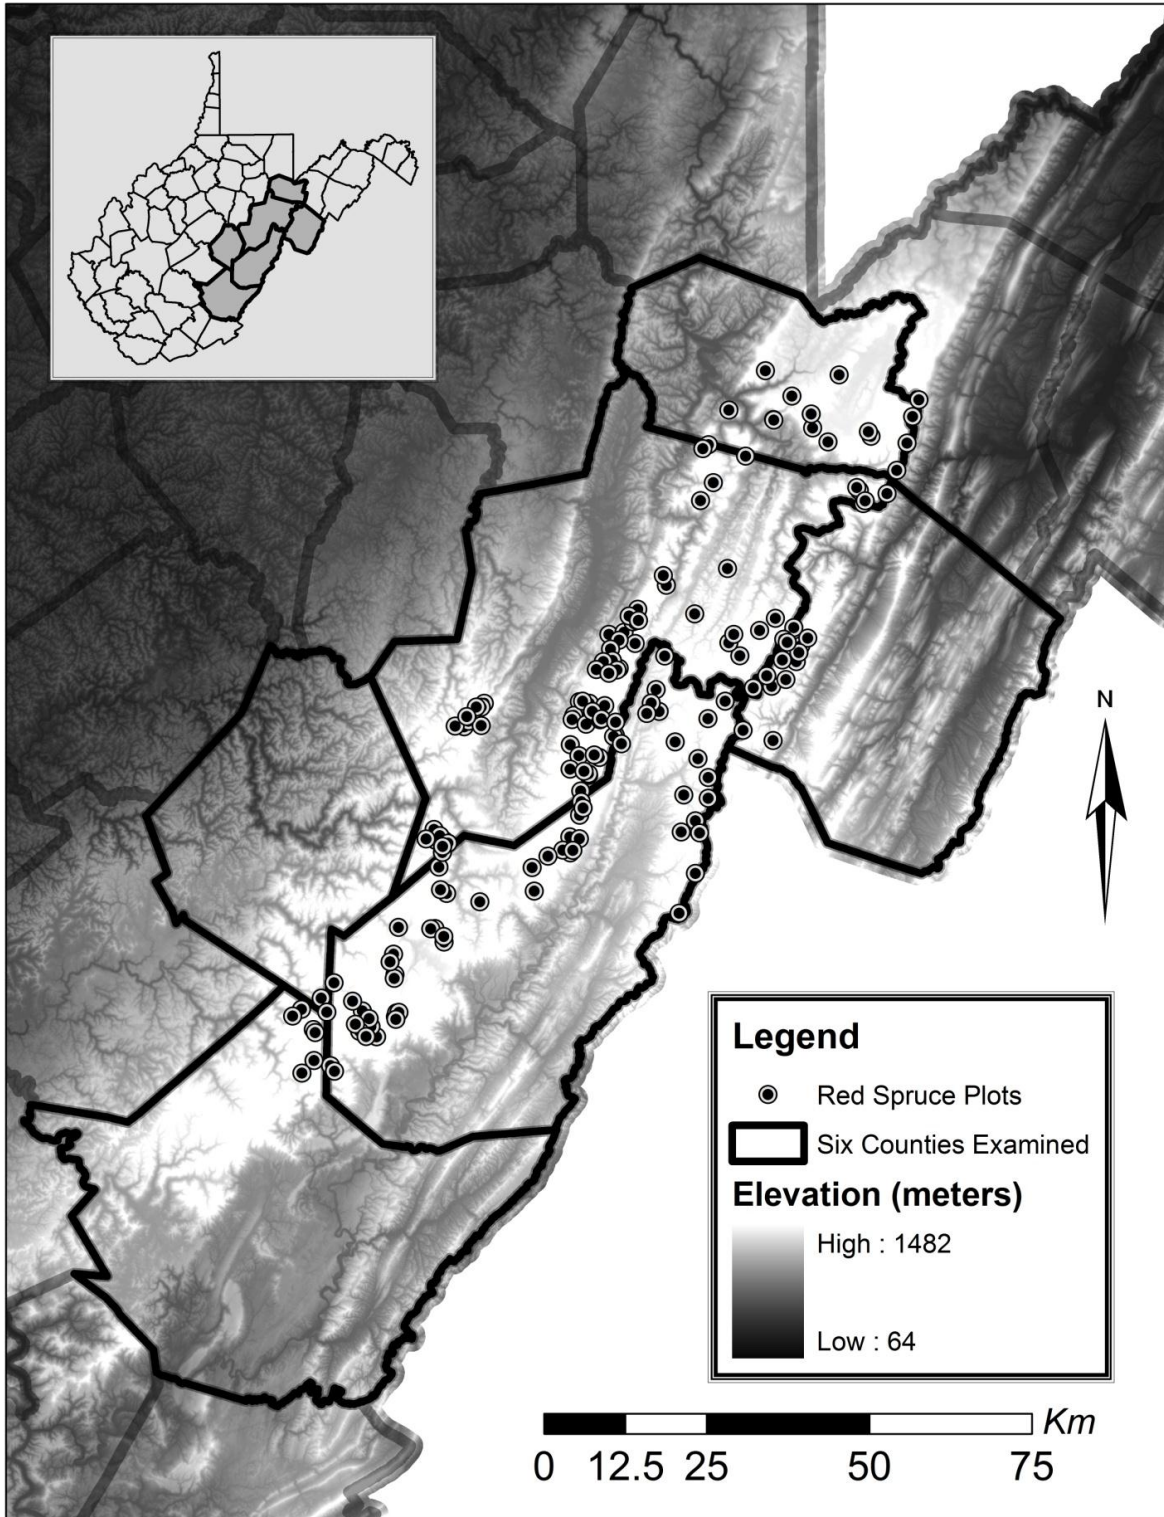 N
Legend
Red Spruce Plots
Six Counties Examined
Elevation (meters)
High : 1482
Low : 64
Km
0 12.5 25 50 75